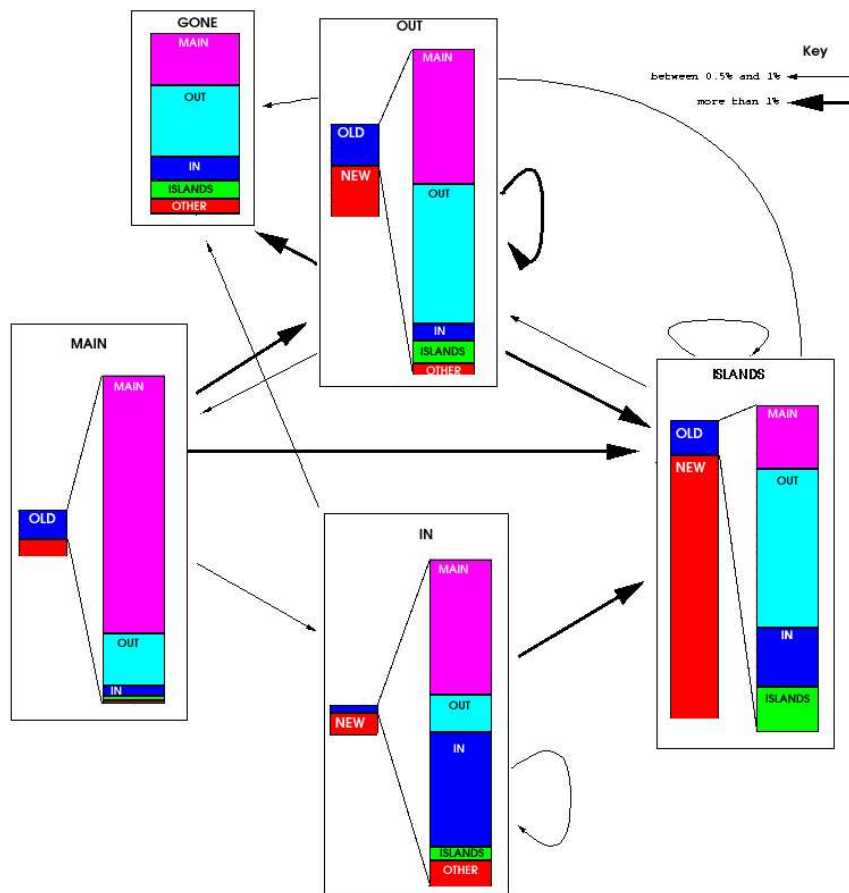 GONE
MAIN
OUT
IN
ISLANDS
OTHER
OUT
MAIN
OLD
NEW
OUT
IN
ISLANDS
OTHER
Key
between 0.5% and 1%
more than 1%
MAIN
MAIN
OLD
OUT
IN
ISLANDS
MAIN
OLD
NEW
OUT
IN
ISLANDS
IN
MAIN
NEW
OUT
IN
ISLANDS
OTHER